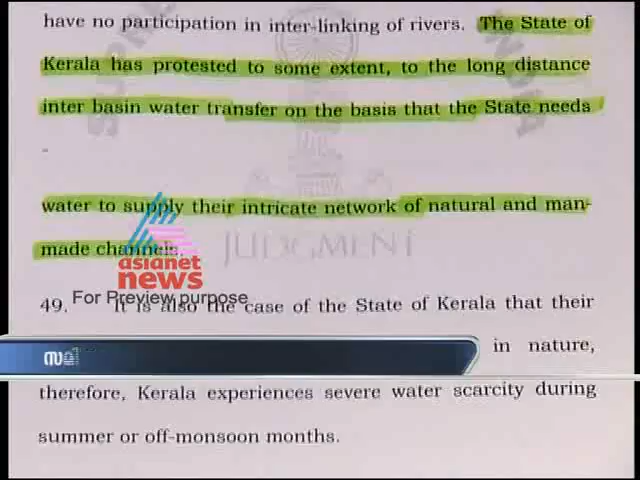 have no participation in inter-linking of rivers. The State of
Kerala has protested to some extent, to the long distance
inter basin water transfer on the basis that the State needs
water to supply their intricate network of natural and man-
made channels.
JUDGMENT
asianet
news
For Preview purpose
49. It is also the case of the State of Kerala that their
in nature,
therefore, Kerala experiences severe water scarcity during
summer or off-monsoon months.